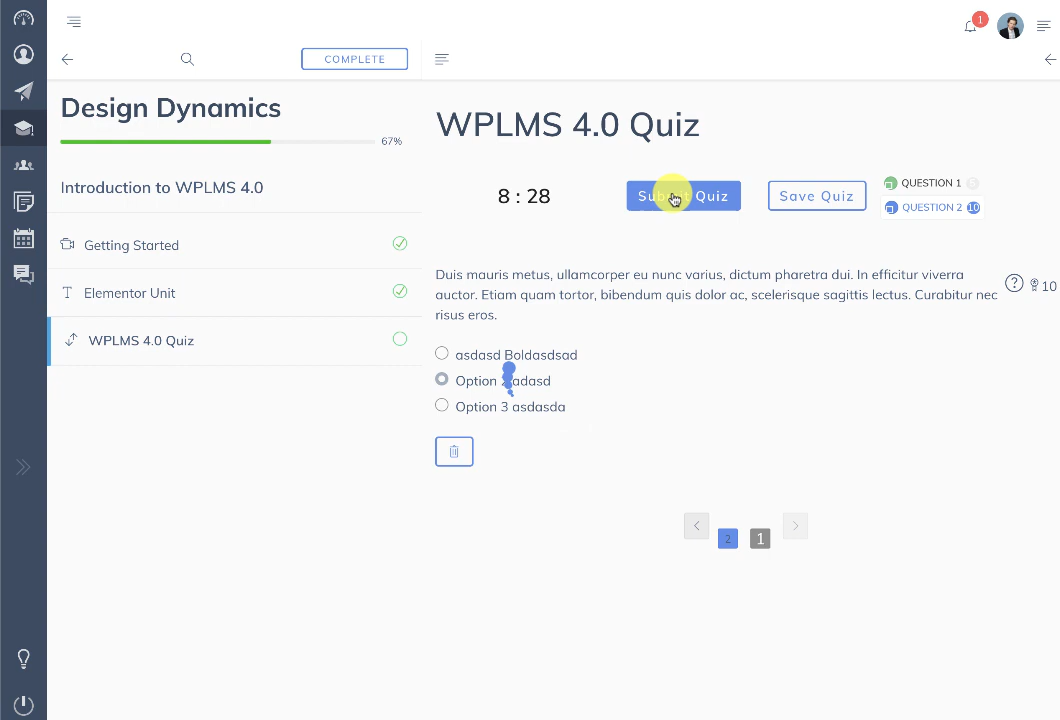 1
COMPLETE
Design Dynamics
67%
Introduction to WPLMS 4.0
Getting Started
Elementor Unit
WPLMS 4.0 Quiz
WPLMS 4.0 Quiz
8 : 28
Submit Quiz
Save Quiz
QUESTION 1
QUESTION 2 10
Duis mauris metus, ullamcorper eu nunc varius, dictum pharetra dui. In efficitur viverra
auctor. Etiam quam tortor, bibendum quis dolor ac, scelerisque sagittis lectus. Curabitur nec
risus eros.
? 10
asdasd Boldasdsad
Option
Option 3 asdasda
2 1